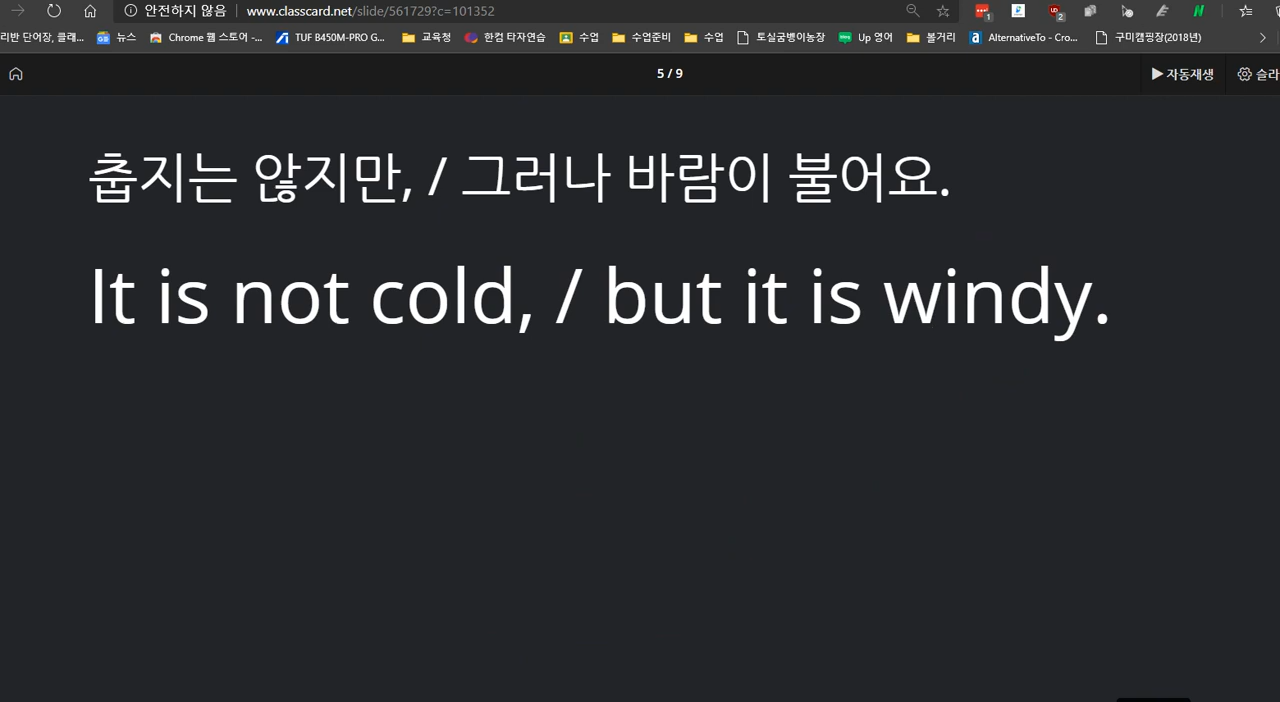 안전하지 않음 www.classcard.net/slide/561729?c=101352
리반 단어장, 클래... 뉴스 Chrome 웹 스토어 -... TUF B450M-PRO G... 교육청 한컴 타자연습 수업 수업준비 수업 토실굼벵이농장 Up 영어 볼거리 AlternativeTo - Cro... 구미캠핑장(2018년)
5 / 9 자동재생 슬라
춥지는 않지만, / 그러나 바람이 불어요.
It is not cold, / but it is windy.